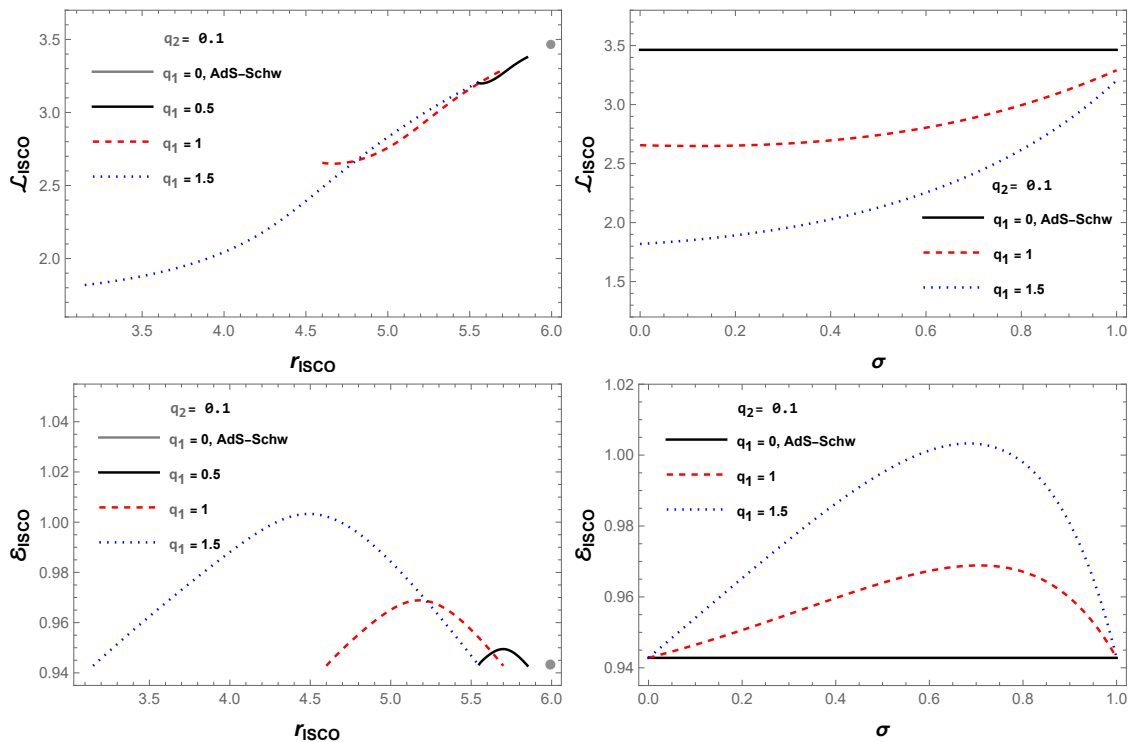 q2= 0.1
q1 = 0, AdS-Schw
q1 = 0.5
q1 = 1
q1 = 1.5
ℒISCO
3.5
3.0
2.5
2.0
3.5 4.0 4.5 5.0 5.5 6.0
rISCO
q2= 0.1
q1 = 0, AdS-Schw
q1 = 1
q1 = 1.5
ℒISCO
3.5
3.0
2.5
2.0
1.5
0.0 0.2 0.4 0.6 0.8 1.0
σ
q2= 0.1
q1 = 0, AdS-Schw
q1 = 0.5
q1 = 1
q1 = 1.5
ℰISCO
1.04
1.02
1.00
0.98
0.96
0.94
3.5 4.0 4.5 5.0 5.5 6.0
rISCO
q2= 0.1
q1 = 0, AdS-Schw
q1 = 1
q1 = 1.5
ℰISCO
1.02
1.00
0.98
0.96
0.94
0.0 0.2 0.4 0.6 0.8 1.0
σ